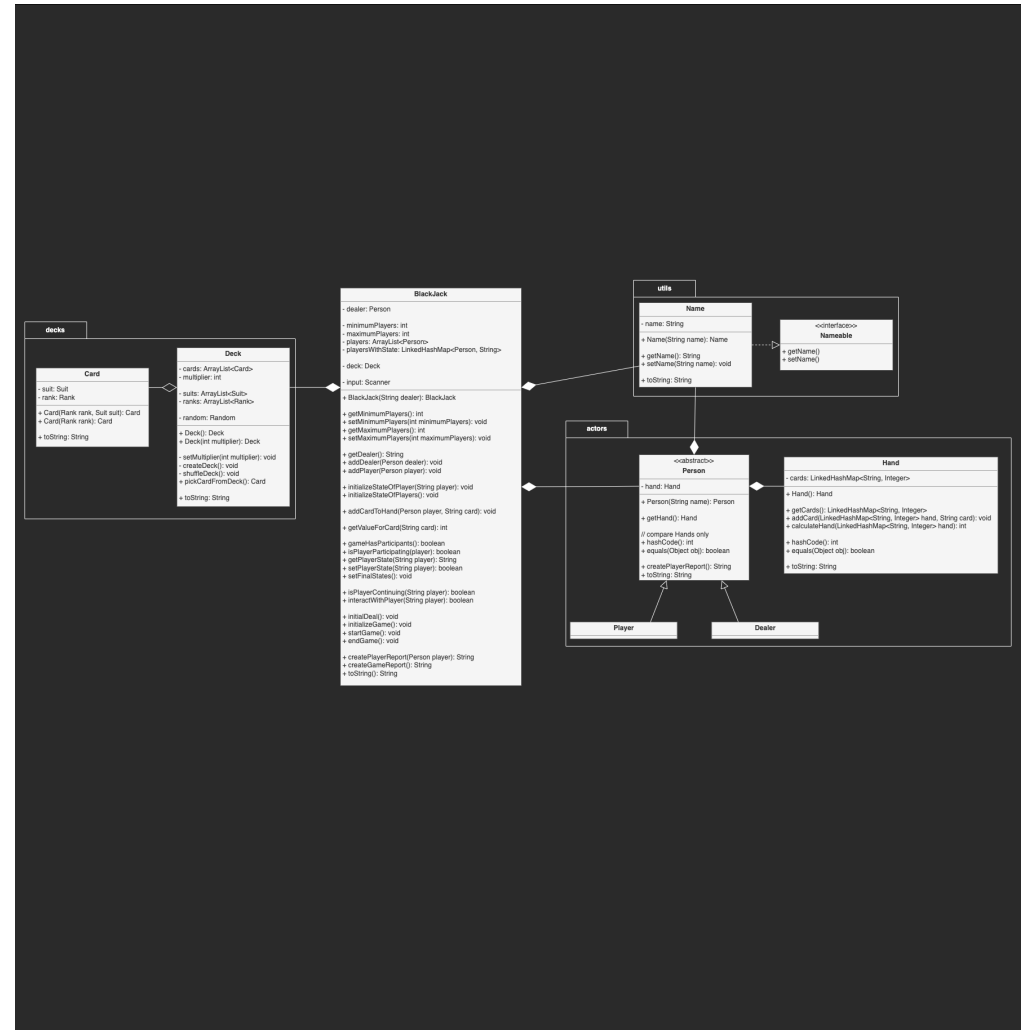 decks
Card
- suit: Suit
- rank: Rank
+ Card(Rank rank, Suit suit): Card
+ Card(Rank rank): Card
+ toString: String
Deck
- cards: ArrayList<Card>
- multiplier: int
- suits: ArrayList<Suit>
- ranks: ArrayList<Rank>
- random: Random
+ Deck(): Deck
+ Deck(int multiplier): Deck
- setMultiplier(int multiplier): void
- createDeck(): void
- shuffleDeck(): void
+ pickCardFromDeck(): Card
+ toString: String
BlackJack
- dealer: Person
- minimumPlayers: int
- maximumPlayers: int
- players: ArrayList<Person>
- playersWithState: LinkedHashMap<Person, String>
- deck: Deck
- input: Scanner
+ BlackJack(String dealer): BlackJack
+ getMinimumPlayers(): int
+ setMinimumPlayers(int minimumPlayers): void
+ getMaximumPlayers(): int
+ setMaximumPlayers(int maximumPlayers): void
+ getDealer(): String
+ addDealer(Person dealer): void
+ addPlayer(Person player): void
+ initializeStateOfPlayer(String player): void
+ initializeStateOfPlayers(): void
+ addCardToHand(Person player, String card): void
+ getValueForCard(String card): int
+ gameHasParticipants(): boolean
+ isPlayerParticipating(player): boolean
+ getPlayerState(String player): String
+ setPlayerState(String player): boolean
+ setFinalStates(): void
+ isPlayerContinuing(String player): boolean
+ interactWithPlayer(String player): boolean
+ initialDeal(): void
+ initializeGame(): void
+ startGame(): void
+ endGame(): void
+ createPlayerReport(Person player): String
+ createGameReport(): String
+ toString(): String
utils
Name
- name: String
+ Name(String name): Name
+ getName(): String
+ setName(String name): void
+ toString: String
<<interface>>
Nameable
+ getName()
+ setName()
actors
<<abstract>>
Person
- hand: Hand
+ Person(String name): Person
+ getHand(): Hand
// compare Hands only
+ hashCode(): int
+ equals(Object obj): boolean
+ createPlayerReport(): String
+ toString: String
Hand
- cards: LinkedHashMap<String, Integer>
+ Hand(): Hand
+ getCards(): LinkedHashMap<String, Integer>
+ addCard(LinkedHashMap<String, Integer> hand, String card): void
+ calculateHand(LinkedHashMap<String, Integer> hand): int
+ hashCode(): int
+ equals(Object obj): boolean
+ toString: String
Player
Dealer